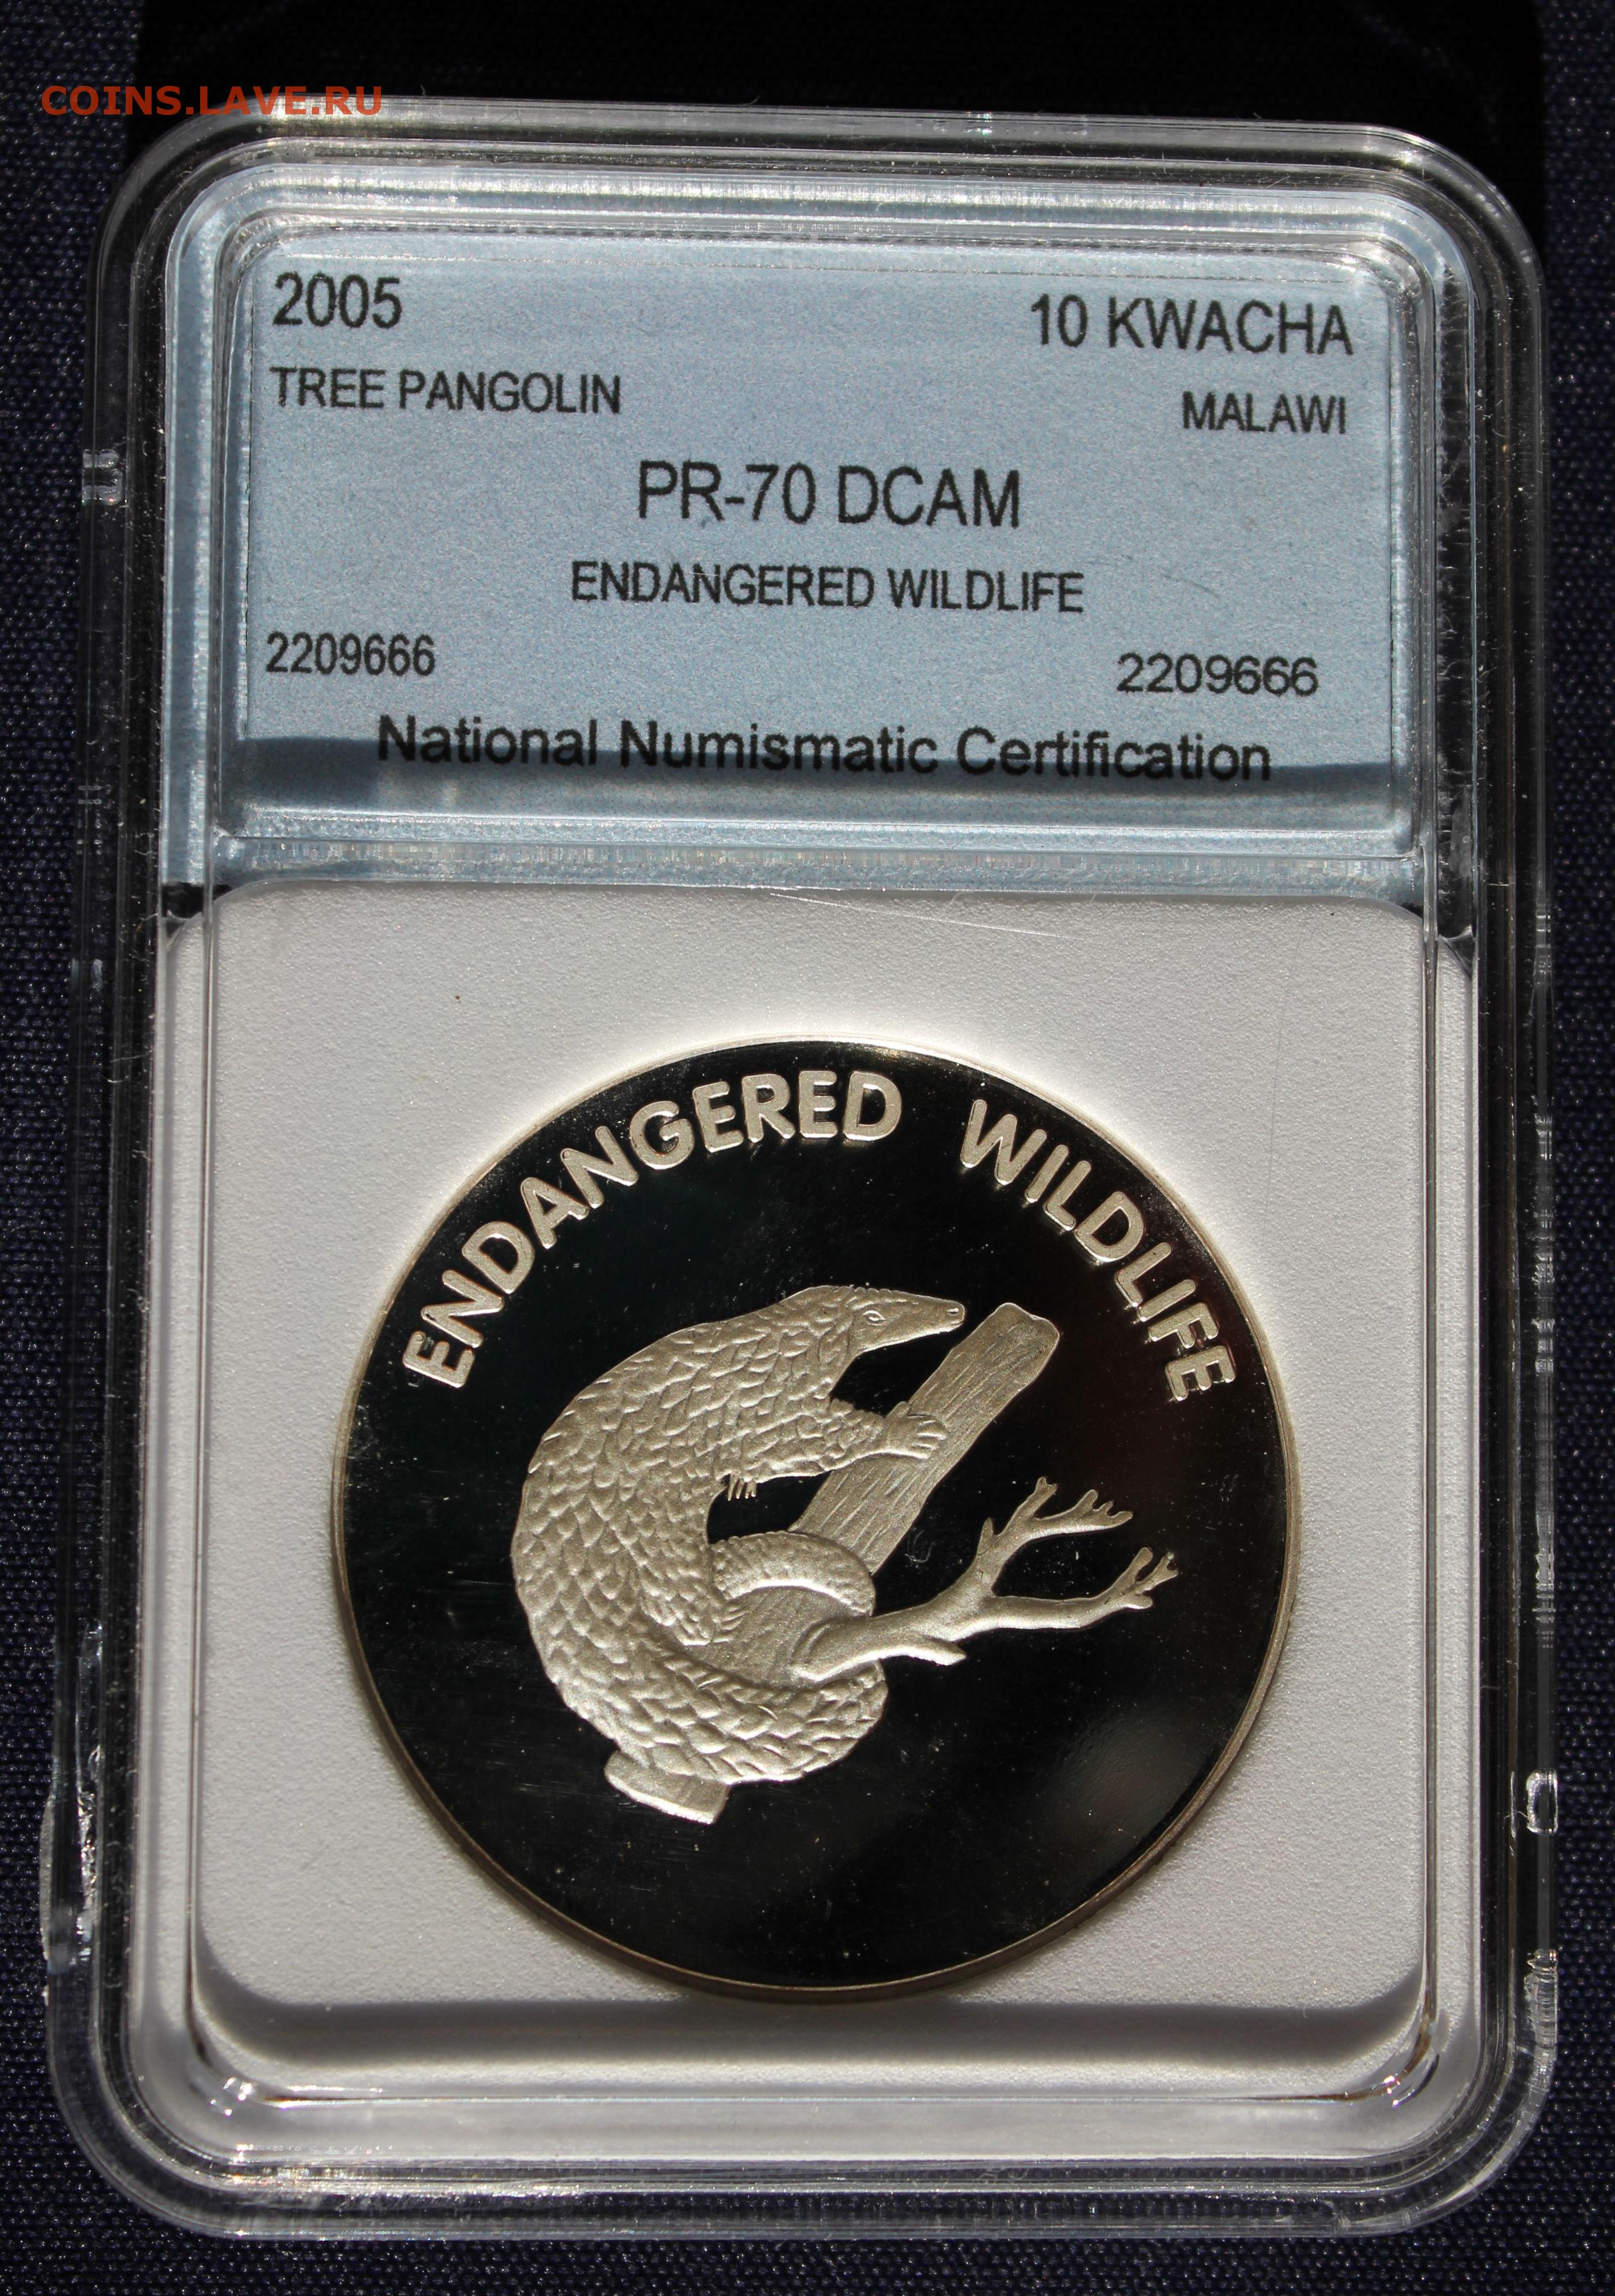 COINS.LAVE.RU
2005 10 KWACHA
TREE PANGOLIN MALAWI
PR-70 DCAM
ENDANGERED WILDLIFE
2209666 2209666
National Numismatic Certification
ENDANGERED WILDLIFE